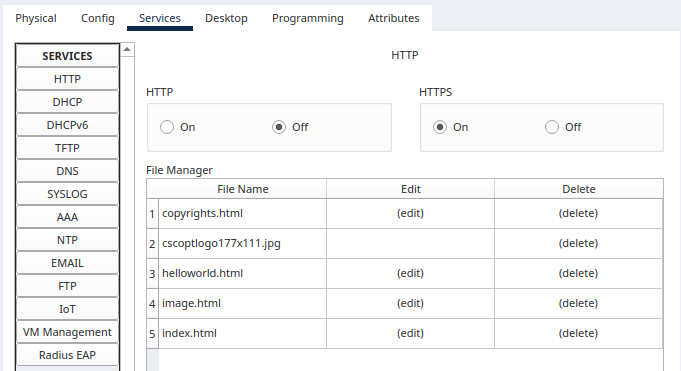 Physical Config Services Desktop Programming Attributes
SERVICES
HTTP
DHCP
DHCPv6
TFTP
DNS
SYSLOG
AAA
NTP
EMAIL
FTP
IoT
VM Management
Radius EAP
HTTP
HTTP HTTPS
On Off On Off
File Manager
File Name Edit Delete
1 copyrights.html (edit) (delete)
2 cscoptlogo177x111.jpg (delete)
3 helloworld.html (edit) (delete)
4 image.html (edit) (delete)
5 index.html (edit) (delete)